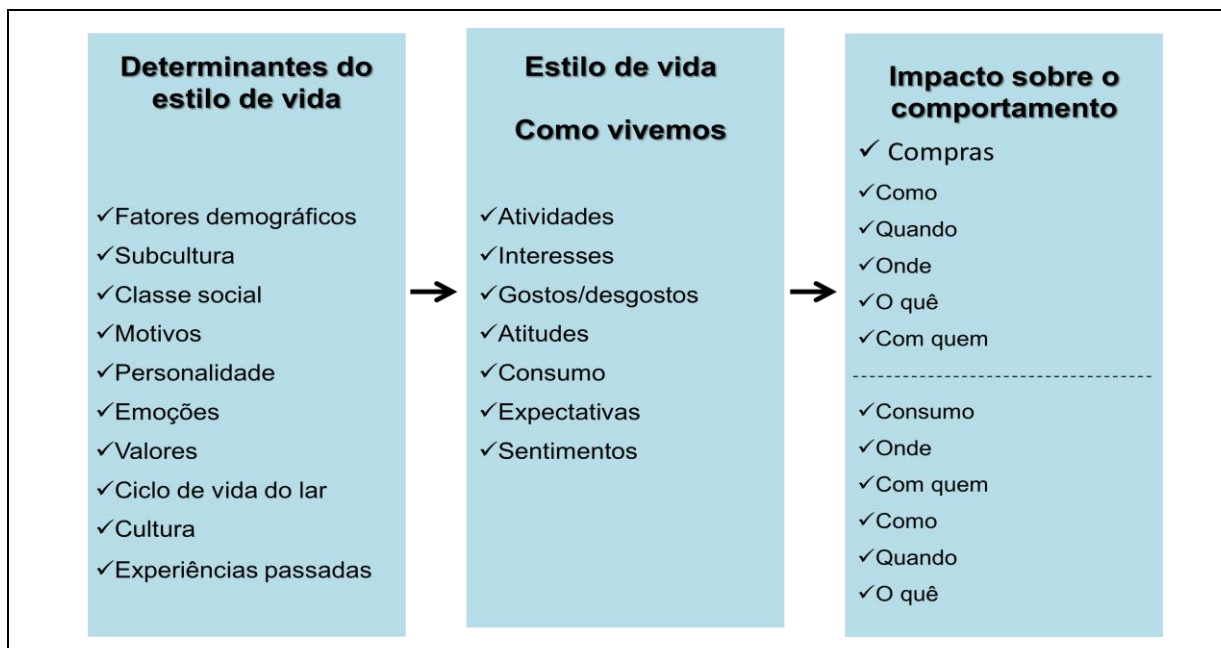 Determinantes do
estilo de vida
✓Fatores demográficos
✓Subcultura
✓Classe social
✓Motivos
✓Personalidade
✓Emoções
✓Valores
✓Ciclo de vida do lar
✓Cultura
✓Experiências passadas
Estilo de vida
Como vivemos
✓Atividades
✓Interesses
✓Gostos/desgostos
✓Atitudes
✓Consumo
✓Expectativas
✓Sentimentos
Impacto sobre o
comportamento
✓ Compras
✓Como
✓Quando
✓Onde
✓O quê
✓Com quem
✓Consumo
✓Onde
✓Com quem
✓Como
✓Quando
✓O quê